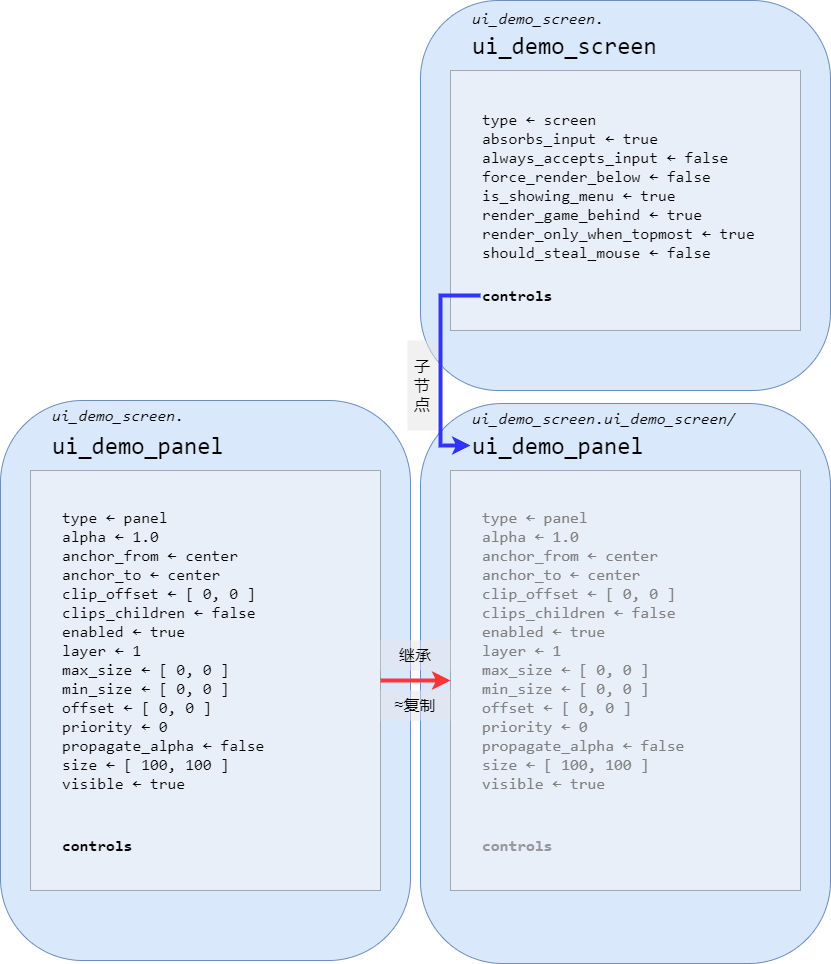 ui_demo_screen.
ui_demo_screen
type ← screen
absorbs_input ← true
always_accepts_input ← false
force_render_below ← false
is_showing_menu ← true
render_game_behind ← true
render_only_when_topmost ← true
should_steal_mouse ← false
controls
子
节
点
ui_demo_screen.
ui_demo_panel
type ← panel
alpha ← 1.0
anchor_from ← center
anchor_to ← center
clip_offset ← [ 0, 0 ]
clips_children ← false
enabled ← true
layer ← 1
max_size ← [ 0, 0 ]
min_size ← [ 0, 0 ]
offset ← [ 0, 0 ]
priority ← 0
propagate_alpha ← false
size ← [ 100, 100 ]
visible ← true
controls
继承
≈复制
ui_demo_screen.ui_demo_screen/
ui_demo_panel
type ← panel
alpha ← 1.0
anchor_from ← center
anchor_to ← center
clip_offset ← [ 0, 0 ]
clips_children ← false
enabled ← true
layer ← 1
max_size ← [ 0, 0 ]
min_size ← [ 0, 0 ]
offset ← [ 0, 0 ]
priority ← 0
propagate_alpha ← false
size ← [ 100, 100 ]
visible ← true
controls